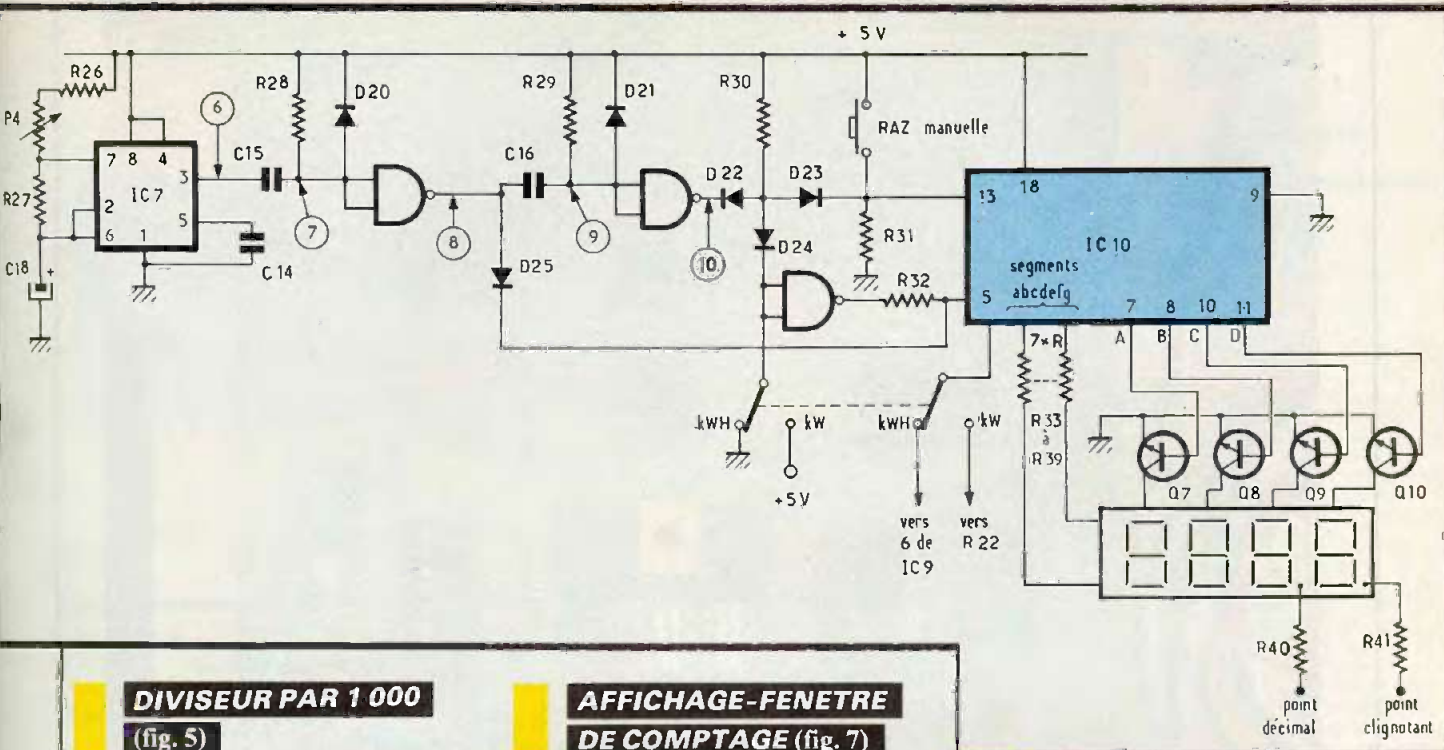 + 5 V
R26
P4
R27
C18
+
7 8 4
3
IC 7
2
6 1 5
C 14
6
C15
R28
7
D20
8
D25
C16
R29
9
D21
10
D 22
R30
D23
D24
RAZ manuelle
R31
R32
13
18
9
IC 10
5
segments
abcdefg
7 8 10 11
A B C D
7×R
R 33
à
R 39
kWH
kW
+5V
kWH
kW
vers
6 de
IC 9
vers
R 22
Q7
Q8
Q9
Q10
R40
R41
point
décimal
point
clignotant
DIVISEUR PAR 1 000
(fig. 5)
AFFICHAGE-FENETRE
DE COMPTAGE (fig. 7)